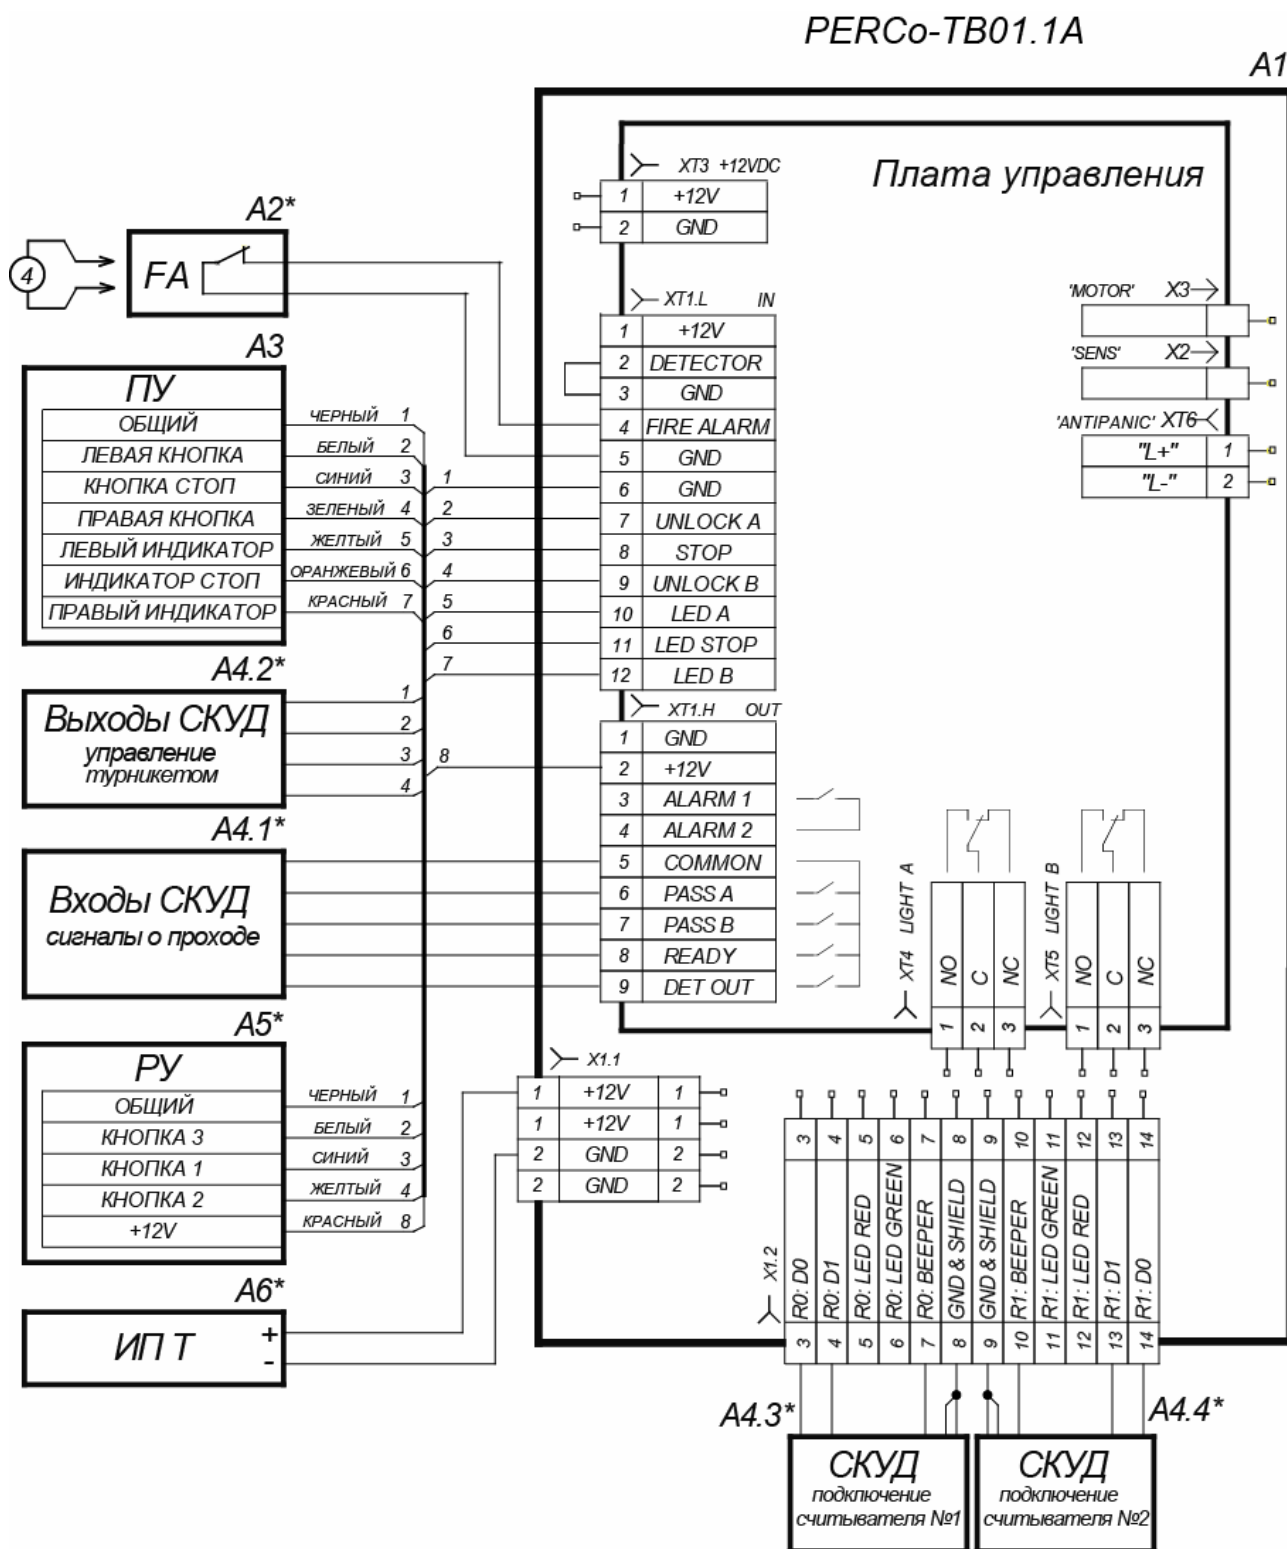 PERCo-TB01.1A
A1
Плата управления
XT3 +12VDC
1 +12V
2 GND
A2*
4
FA
XT1.L IN
1 +12V
2 DETECTOR
3 GND
4 FIRE ALARM
5 GND
6 GND
7 UNLOCK A
8 STOP
9 UNLOCK B
10 LED A
11 LED STOP
12 LED B
'MOTOR' X3
'SENS' X2
'ANTIPANIC' XT6
"L+" 1
"L-" 2
A3
ПУ
ОБЩИЙ ЧЕРНЫЙ 1
ЛЕВАЯ КНОПКА БЕЛЫЙ 2
КНОПКА СТОП СИНИЙ 3 1
ПРАВАЯ КНОПКА ЗЕЛЕНЫЙ 4 2
ЛЕВЫЙ ИНДИКАТОР ЖЕЛТЫЙ 5 3
ИНДИКАТОР СТОП ОРАНЖЕВЫЙ 6 4
ПРАВЫЙ ИНДИКАТОР КРАСНЫЙ 7 5
6
7
A4.2*
Выходы СКУД
управление
турникетом
1
2
3
4
8
XT1.H OUT
1 GND
2 +12V
3 ALARM 1
4 ALARM 2
5 COMMON
6 PASS A
7 PASS B
8 READY
9 DET OUT
A4.1*
Входы СКУД
сигналы о проходе
XT4 LIGHT A
NO C NC
1 2 3
XT5 LIGHT B
NO C NC
1 2 3
A5*
РУ
ОБЩИЙ ЧЕРНЫЙ 1
КНОПКА 3 БЕЛЫЙ 2
КНОПКА 1 СИНИЙ 3
КНОПКА 2 ЖЕЛТЫЙ 4
+12V КРАСНЫЙ 8
X1.1
1 +12V 1
1 +12V 1
2 GND 2
2 GND 2
A6*
ИП Т + -
X1.2
3 R0: D0 3
4 R0: D1 4
5 R0: LED RED 5
6 R0: LED GREEN 6
7 R0: BEEPER 7
8 GND & SHIELD 8
9 GND & SHIELD 9
10 R1: BEEPER 10
11 R1: LED GREEN 11
12 R1: LED RED 12
13 R1: D1 13
14 R1: D0 14
A4.3*
СКУД
подключение
считывателя №1
A4.4*
СКУД
подключение
считывателя №2